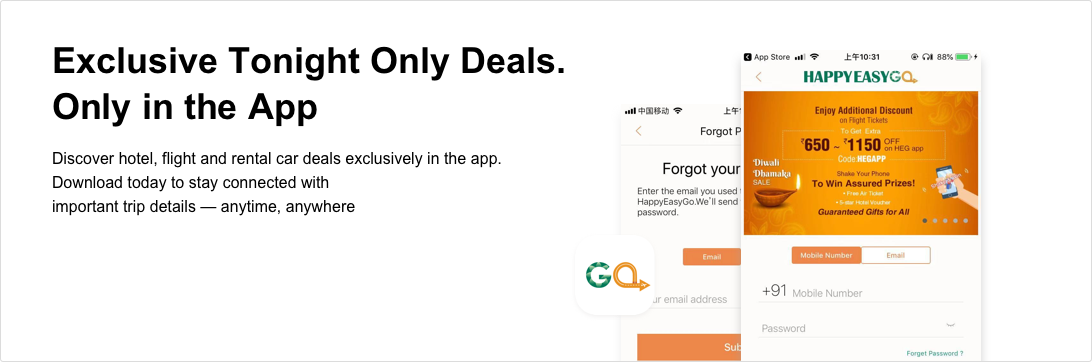 Exclusive Tonight Only Deals.
Only in the App
Discover hotel, flight and rental car deals exclusively in the app.
Download today to stay connected with
important trip details — anytime, anywhere
GO
中国移动
上午
Forgot P
Forgot your
Enter the email you used
HappyEasyGo.We'll send
password.
Email
ur email address
Sub
App Store
上午10:31
88%
HAPPYEASYGO
Enjoy Additional Discount
on Flight Tickets
To Get Extra
₹650 ~ ₹1150 OFF
on HEG app
Code HEGAPP
Diwali
Dhamaka
SALE
Shake Your Phone
To Win Assured Prizes!
• Free Air Ticket
• 5-star Hotel Voucher
Guaranteed Gifts for All
Mobile Number
Email
+91 Mobile Number
Password
Forget Password ?